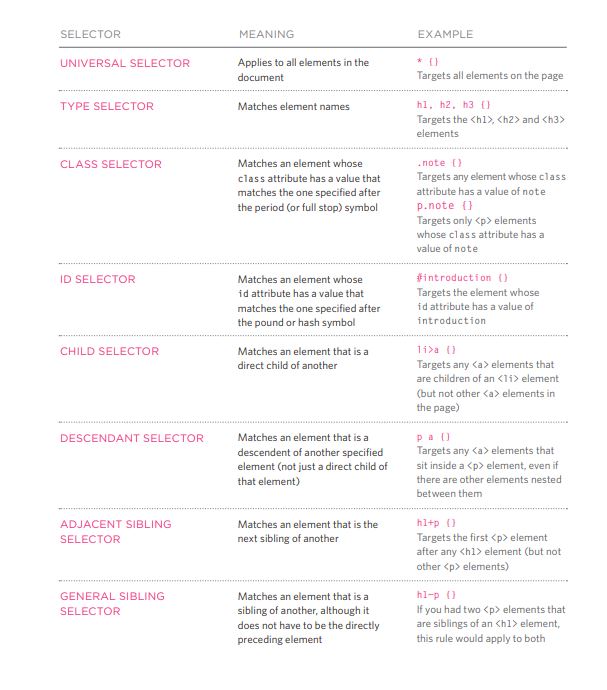 SELECTOR MEANING EXAMPLE
UNIVERSAL SELECTOR
Applies to all elements in the
document
* {}
Targets all elements on the page
TYPE SELECTOR
Matches element names
h1, h2, h3 {}
Targets the <h1>, <h2> and <h3>
elements
CLASS SELECTOR
Matches an element whose
class attribute has a value that
matches the one specified after
the period (or full stop) symbol
.note {}
Targets any element whose class
attribute has a value of note
p.note {}
Targets only <p> elements
whose class attribute has a
value of note
ID SELECTOR
Matches an element whose
id attribute has a value that
matches the one specified after
the pound or hash symbol
#introduction {}
Targets the element whose
id attribute has a value of
introduction
CHILD SELECTOR
Matches an element that is a
direct child of another
li>a {}
Targets any <a> elements that
are children of an <li> element
(but not other <a> elements in
the page)
DESCENDANT SELECTOR
Matches an element that is a
descendent of another specified
element (not just a direct child of
that element)
p a {}
Targets any <a> elements that
sit inside a <p> element, even if
there are other elements nested
between them
ADJACENT SIBLING
SELECTOR
Matches an element that is the
next sibling of another
h1+p {}
Targets the first <p> element
after any <h1> element (but not
other <p> elements)
GENERAL SIBLING
SELECTOR
Matches an element that is a
sibling of another, although it
does not have to be the directly
preceding element
h1~p {}
If you had two <p> elements that
are siblings of an <h1> element,
this rule would apply to both